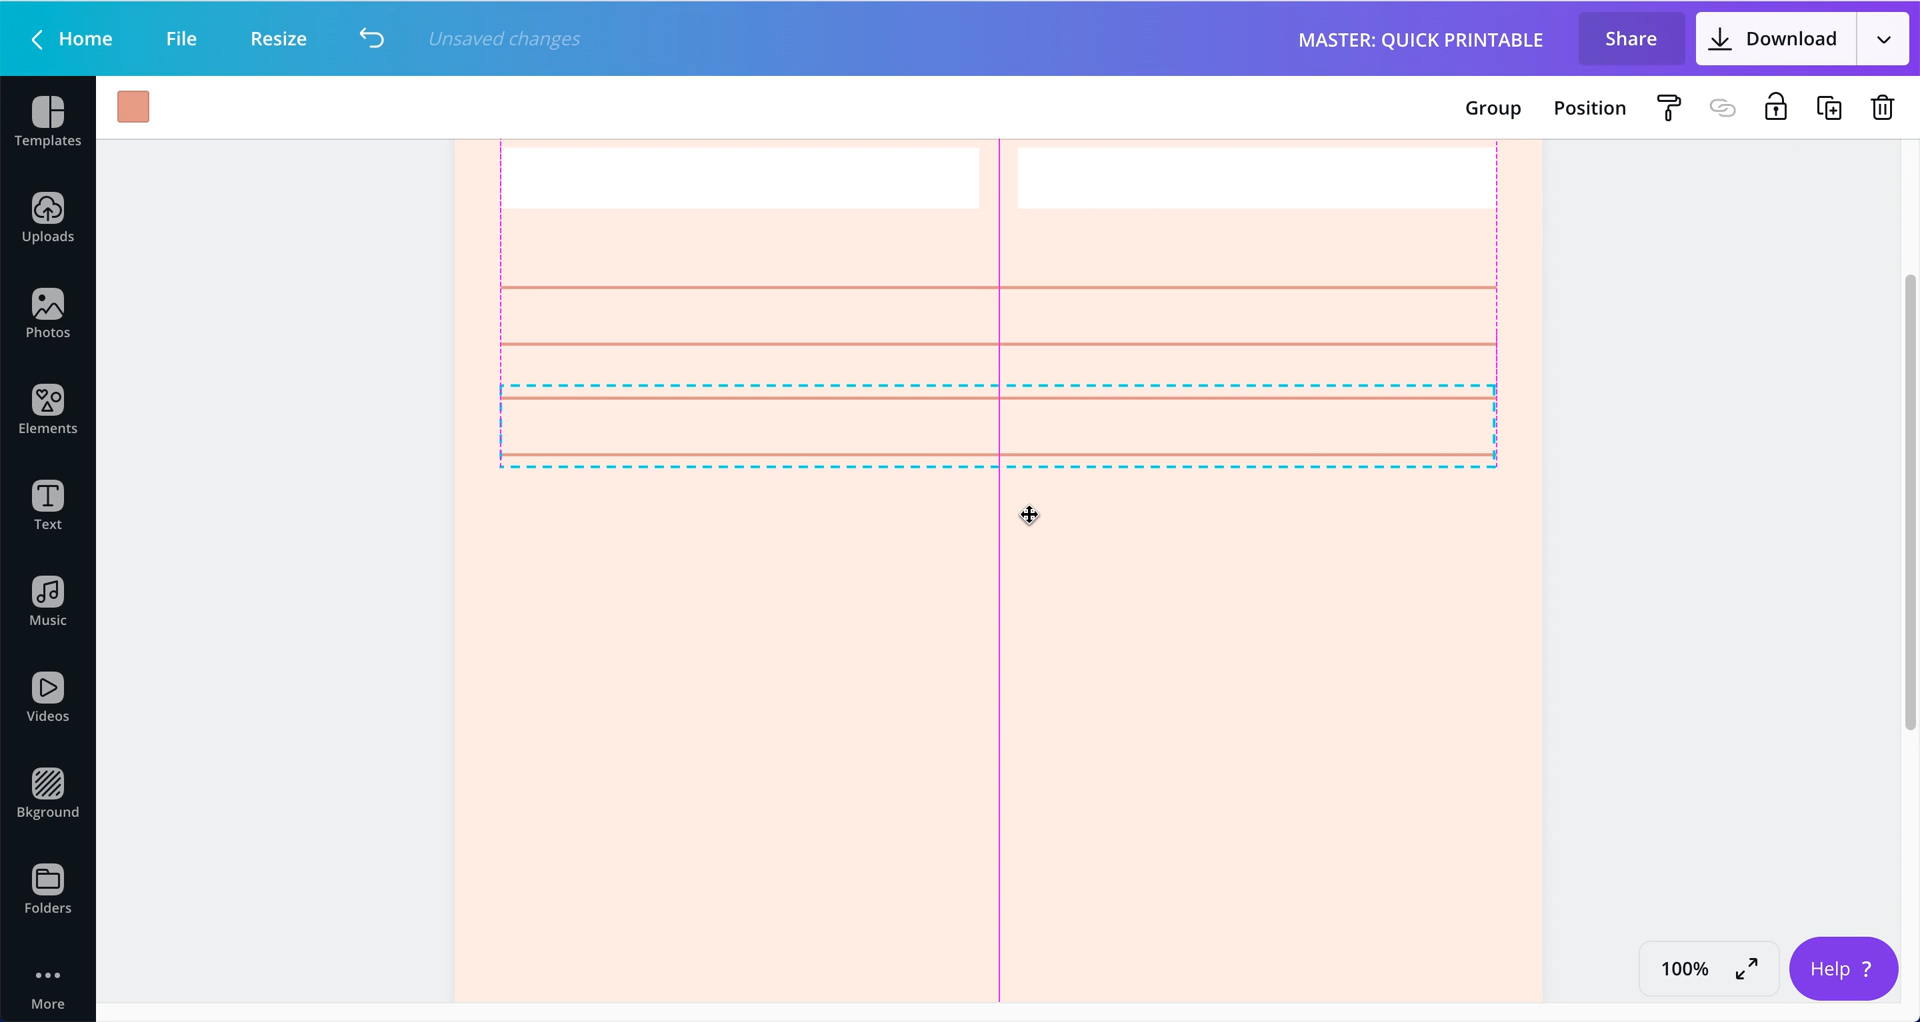 Home File Resize Unsaved changes MASTER: QUICK PRINTABLE Share Download
Group Position
Templates
Uploads
Photos
Elements
Text
Music
Videos
Bkground
Folders
More
100% Help ?